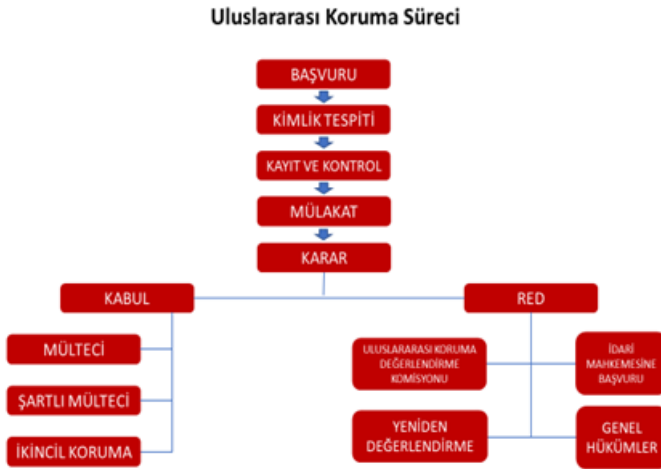 Uluslararası Koruma Süreci
BAŞVURU
KİMLİK TESPİTİ
KAYIT VE KONTROL
MÜLAKAT
KARAR
KABUL
RED
MÜLTECİ
ŞARTLI MÜLTECİ
İKİNCİL KORUMA
ULUSLARARASI KORUMA
DEĞERLENDİRME
KOMİSYONU
İDARİ
MAHKEMESİNE
BAŞVURU
YENİDEN
DEĞERLENDİRME
GENEL
HÜKÜMLER